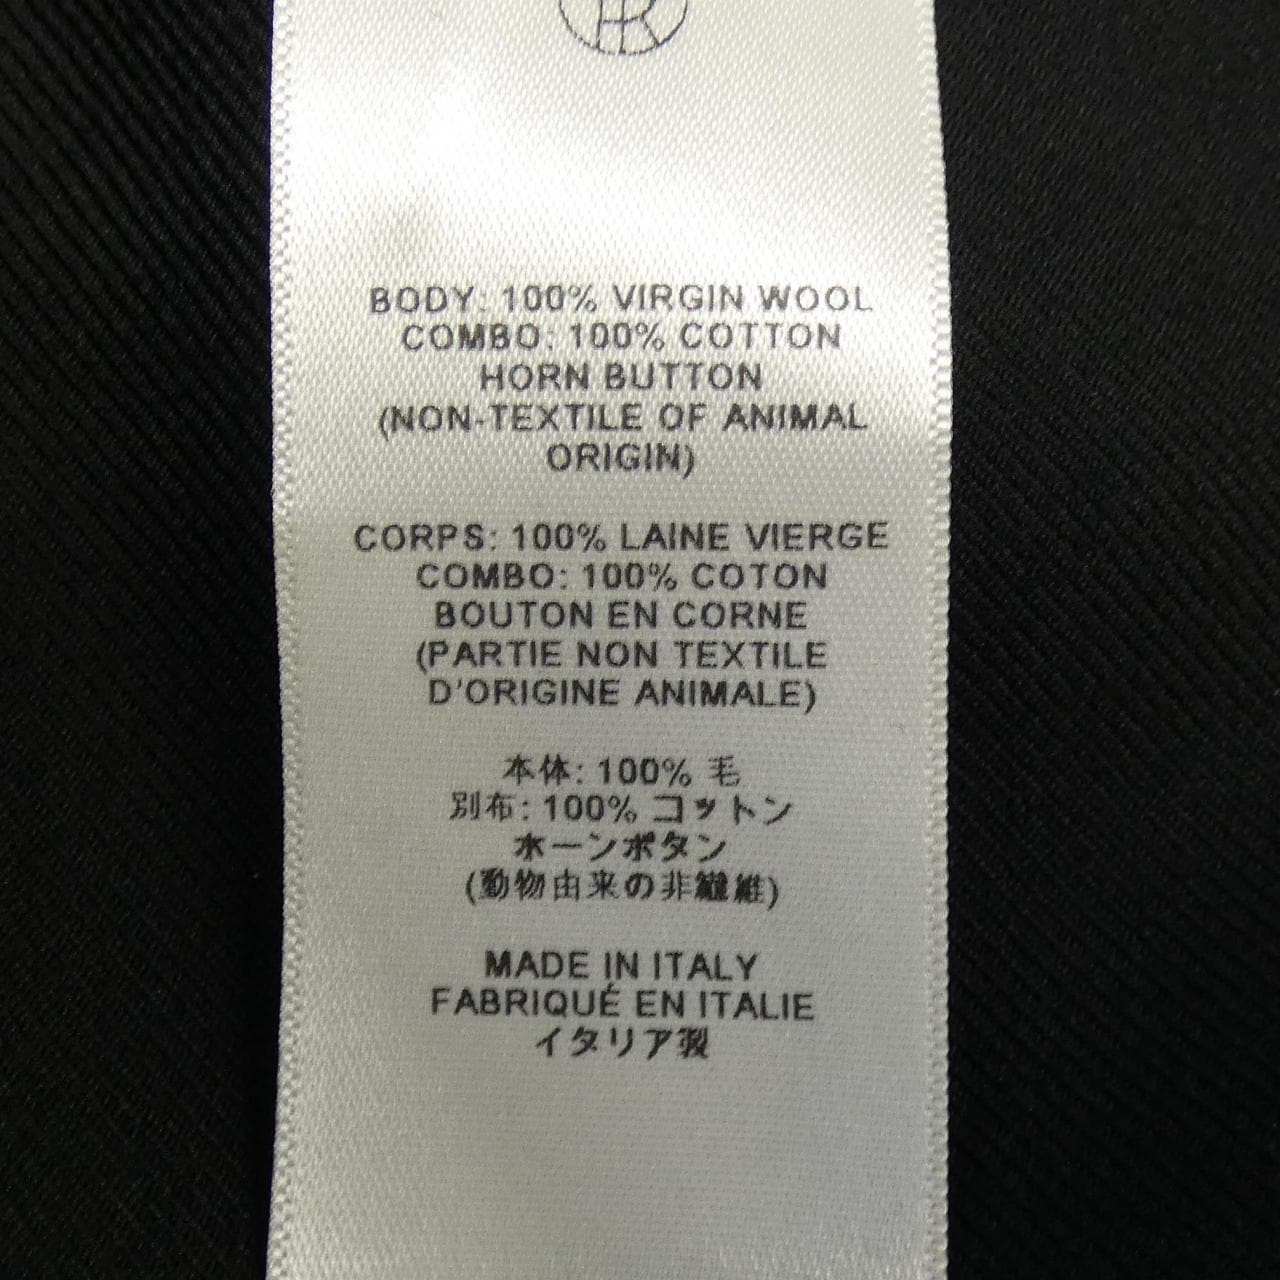 BODY: 100% VIRGIN WOOL
COMBO: 100% COTTON
HORN BUTTON
(NON-TEXTILE OF ANIMAL
ORIGIN)
CORPS: 100% LAINE VIERGE
COMBO: 100% COTON
BOUTON EN CORNE
(PARTIE NON TEXTILE
D'ORIGINE ANIMALE)
本体: 100% 毛
別布: 100% コットン
ホーンボタン
(動物由来の非繊維)
MADE IN ITALY
FABRIQUÉ EN ITALIE
イタリア製